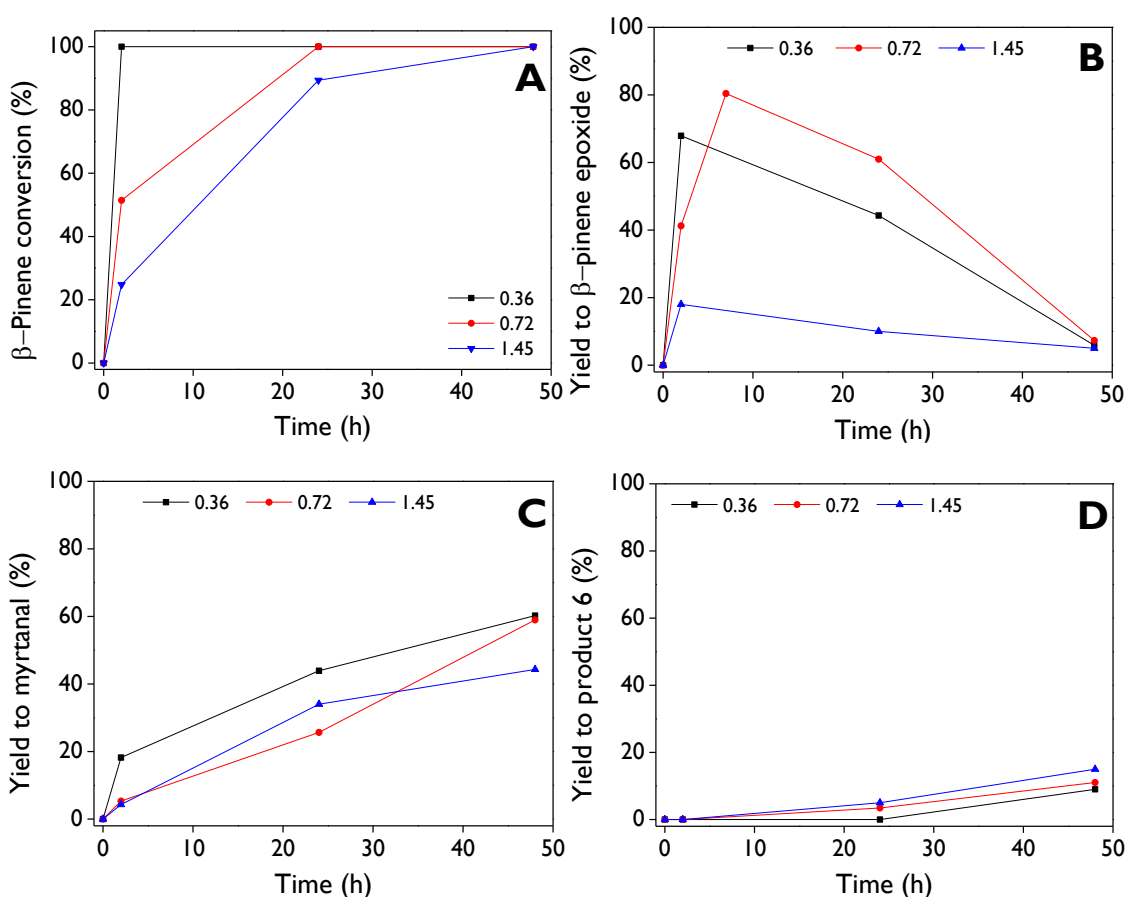 A
β–Pinene conversion (%)
100
80
60
40
20
0
0.36
0.72
1.45
0 10 20 30 40 50
Time (h)
B
0.36 0.72 1.45
Yield to β–pinene epoxide (%)
100
80
60
40
20
0
0 10 20 30 40 50
Time (h)
C
0.36 0.72 1.45
Yield to myrtanal (%)
100
80
60
40
20
0
0 10 20 30 40 50
Time (h)
D
0.36 0.72 1.45
Yield to product 6 (%)
100
80
60
40
20
0
0 10 20 30 40 50
Time (h)